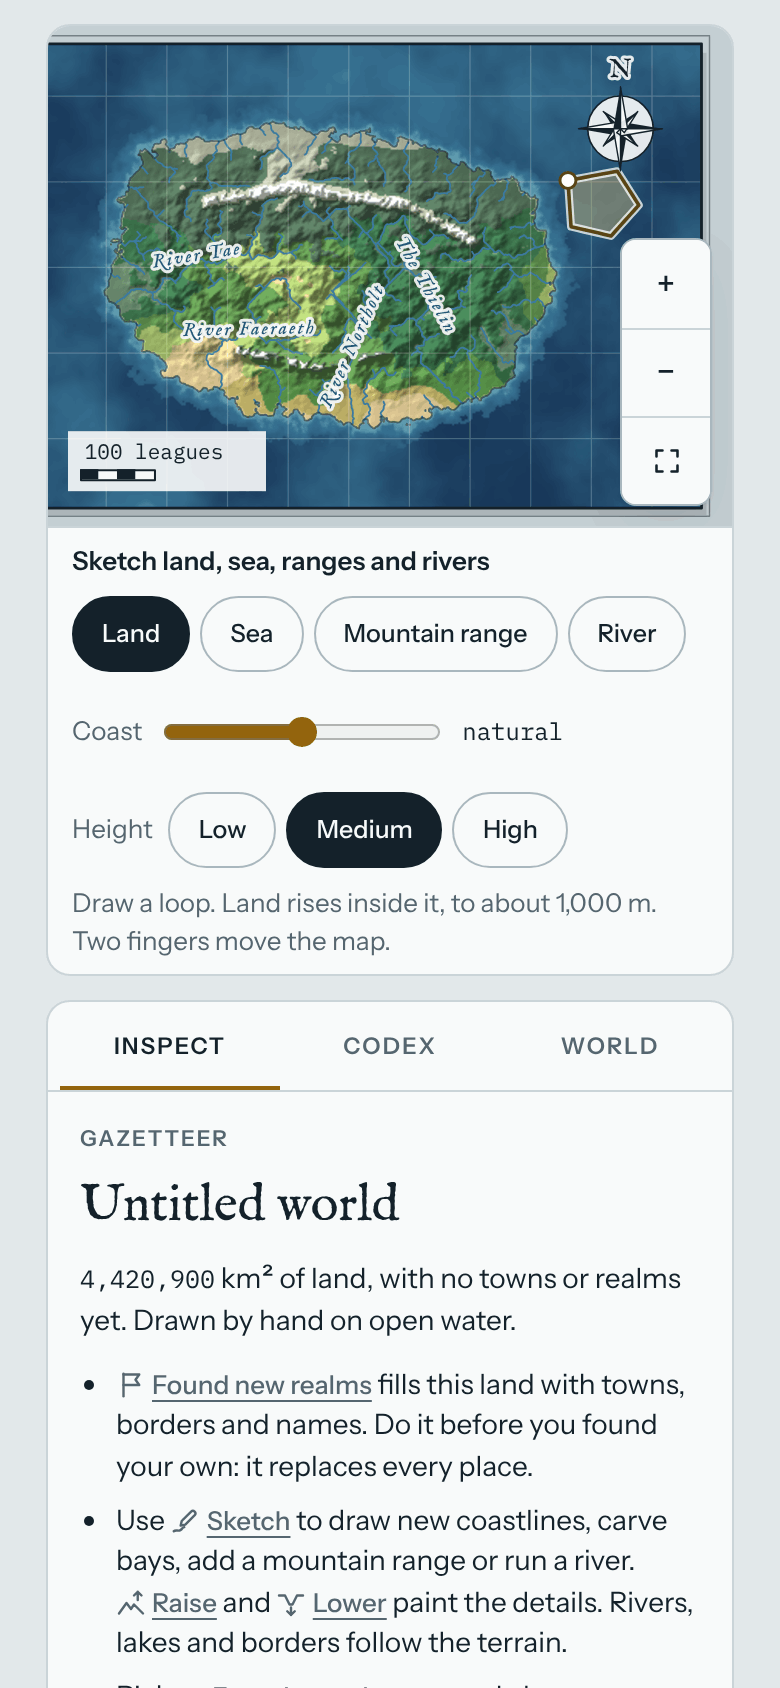 N
River Tae
The Thielin
River Northolt
River Faeraeth
+
−
100 leagues
Sketch land, sea, ranges and rivers
Land Sea Mountain range River
Coast natural
Height Low Medium High
Draw a loop. Land rises inside it, to about 1,000 m.
Two fingers move the map.
INSPECT CODEX WORLD
GAZETTEER
Untitled world
4,420,900 km² of land, with no towns or realms
yet. Drawn by hand on open water.
• Found new realms fills this land with towns,
borders and names. Do it before you found
your own: it replaces every place.
• Use Sketch to draw new coastlines, carve
bays, add a mountain range or run a river.
Raise and Lower paint the details. Rivers,
lakes and borders follow the terrain.